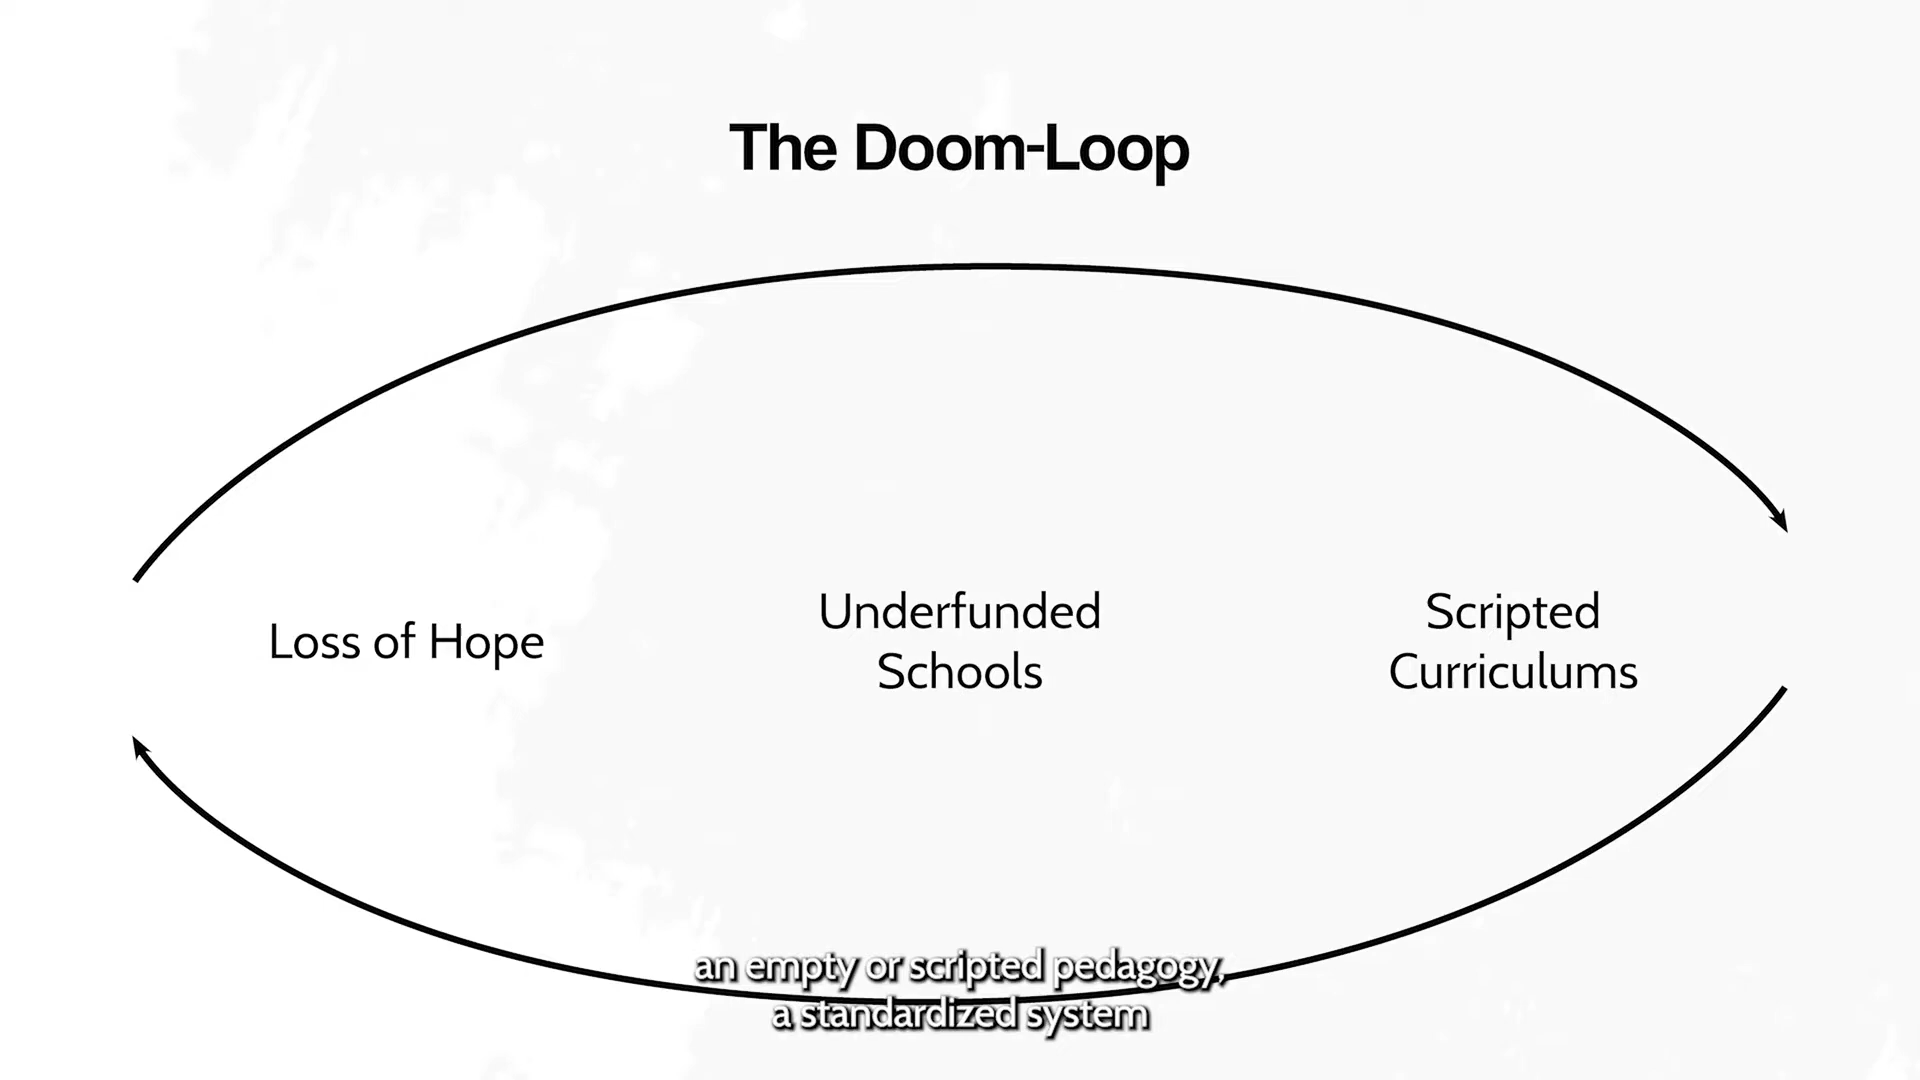 The Doom-Loop
Loss of Hope
Underfunded
Schools
Scripted
Curriculums
an empty or scripted pedagogy,
a standardized system